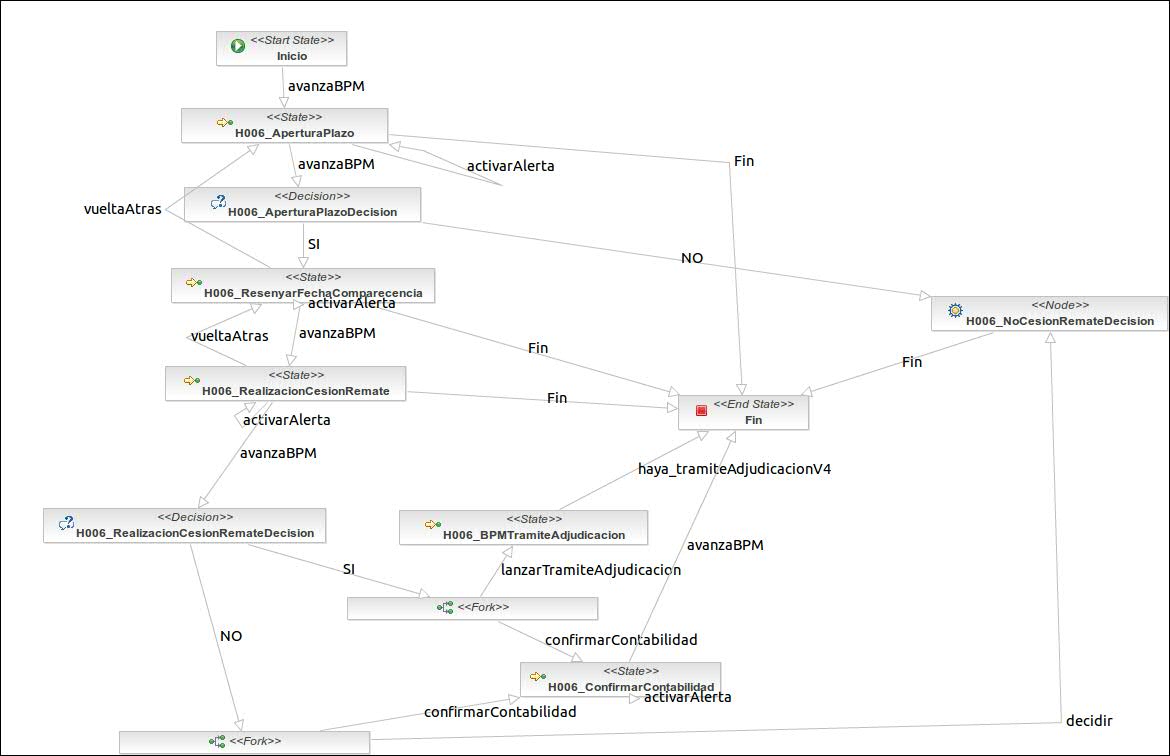 <<Start State>>
Inicio
avanzaBPM
<<State>>
H006_AperturaPlazo
Fin
avanzaBPM
activarAlerta
<<Decision>>
H006_AperturaPlazoDecision
vueltaAtras
SI
NO
<<State>>
H006_ResenyarFechaComparecencia
activarAlerta
<<Node>>
H006_NoCesionRemateDecision
vueltaAtras
avanzaBPM
Fin
Fin
<<State>>
H006_RealizacionCesionRemate
Fin
<<End State>>
Fin
activarAlerta
avanzaBPM
haya_tramiteAdjudicacionV4
<<Decision>>
H006_RealizacionCesionRemateDecision
<<State>>
H006_BPMTramiteAdjudicacion
avanzaBPM
SI
lanzarTramiteAdjudicacion
<<Fork>>
NO
confirmarContabilidad
<<State>>
H006_ConfirmarContabilidad
activarAlerta
confirmarContabilidad
decidir
<<Fork>>